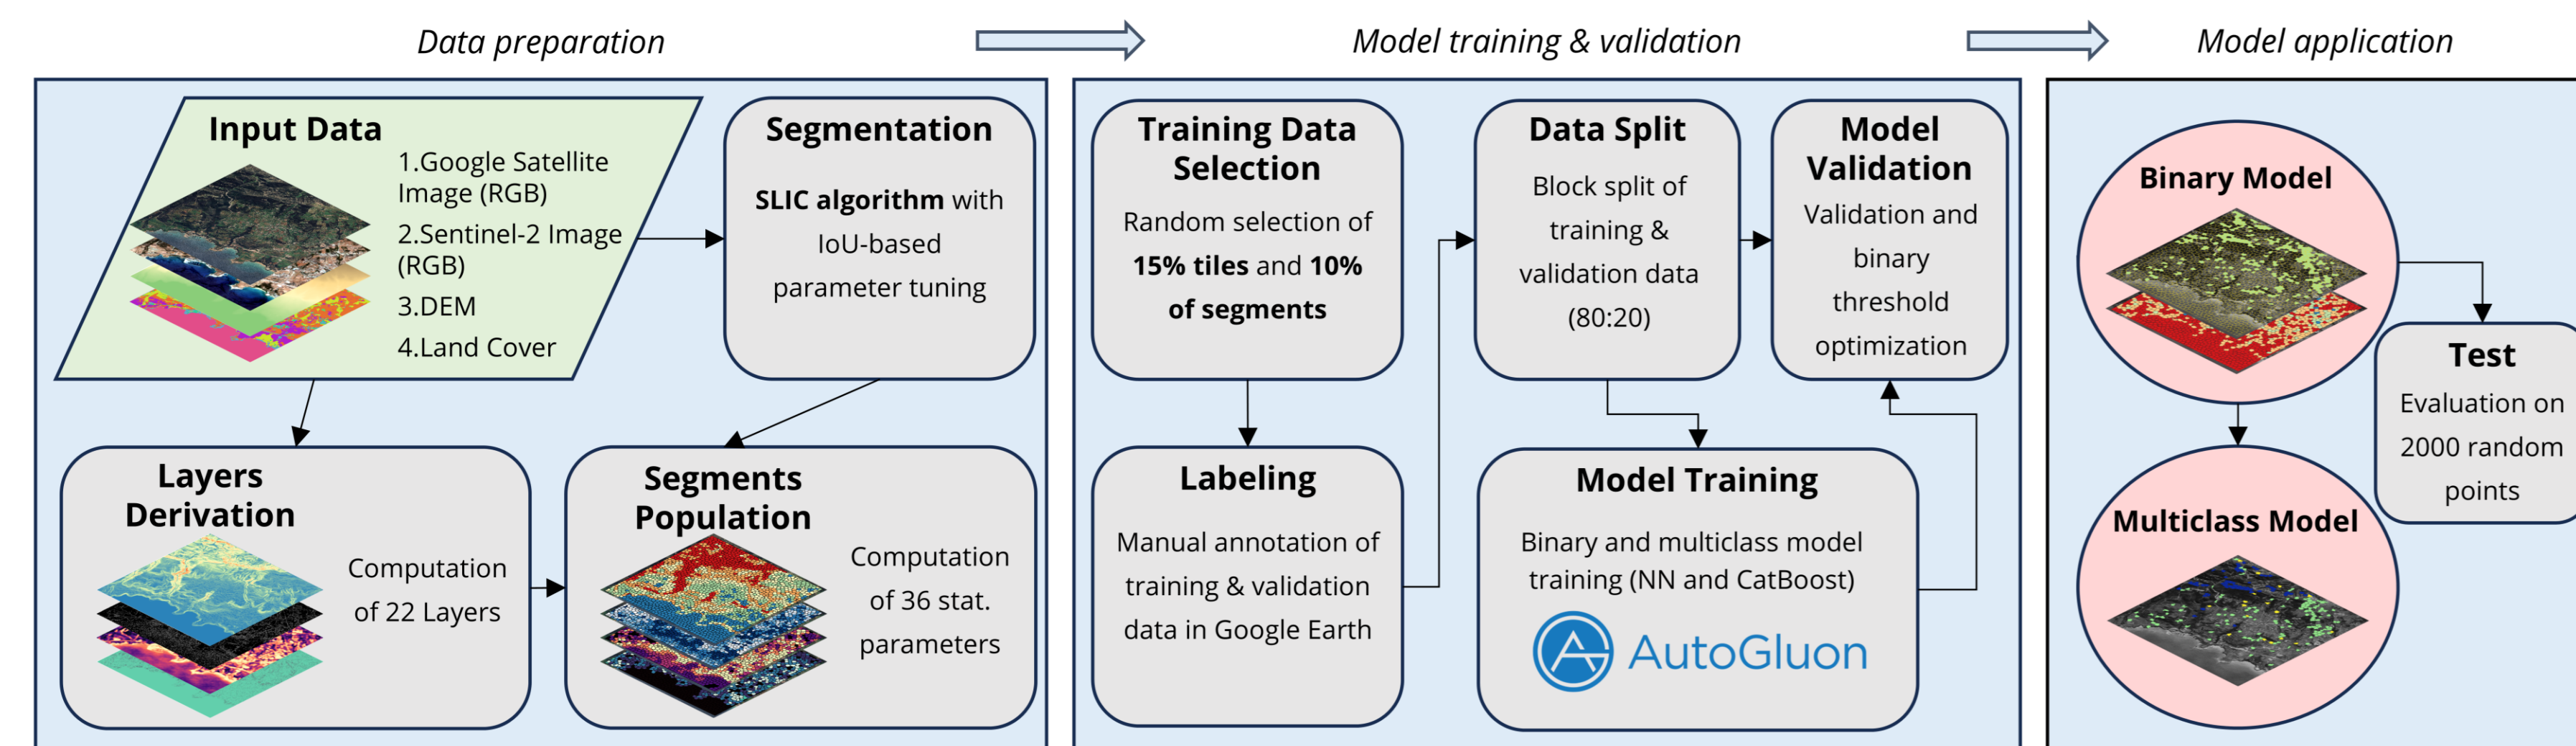 Data preparation
Model training & validation
Model application
Input Data
1.Google Satellite
Image (RGB)
2.Sentinel-2 Image
(RGB)
3.DEM
4.Land Cover
Segmentation
SLIC algorithm with
IoU-based
parameter tuning
Layers
Derivation
Computation
of 22 Layers
Segments
Population
Computation
of 36 stat.
parameters
Training Data
Selection
Random selection of
15% tiles and 10%
of segments
Labeling
Manual annotation of
training & validation
data in Google Earth
Data Split
Block split of
training &
validation data
(80:20)
Model Training
Binary and multiclass model
training (NN and CatBoost)
AutoGluon
Model
Validation
Validation and
binary
threshold
optimization
Binary Model
Test
Evaluation on
2000 random
points
Multiclass Model